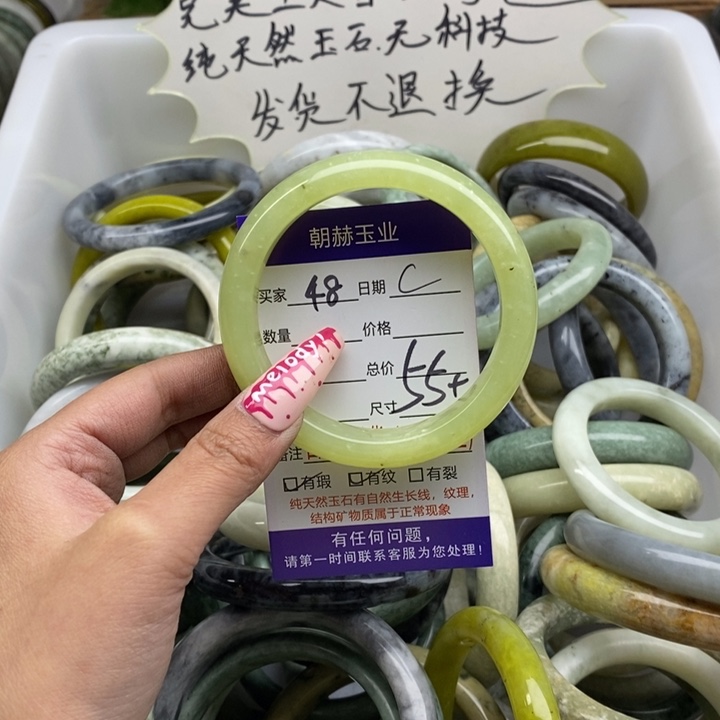 纯天然玉石.无科技
发货不退换
朝赫玉业
买家 48 日期 C
数量 价格
melody
总价 55+
尺寸
备注
☑有瑕 ☑有纹 ☐有裂
纯天然玉石有自然生长线，纹理，
结构矿物质属于正常现象
有任何问题，
请第一时间联系客服为您处理！